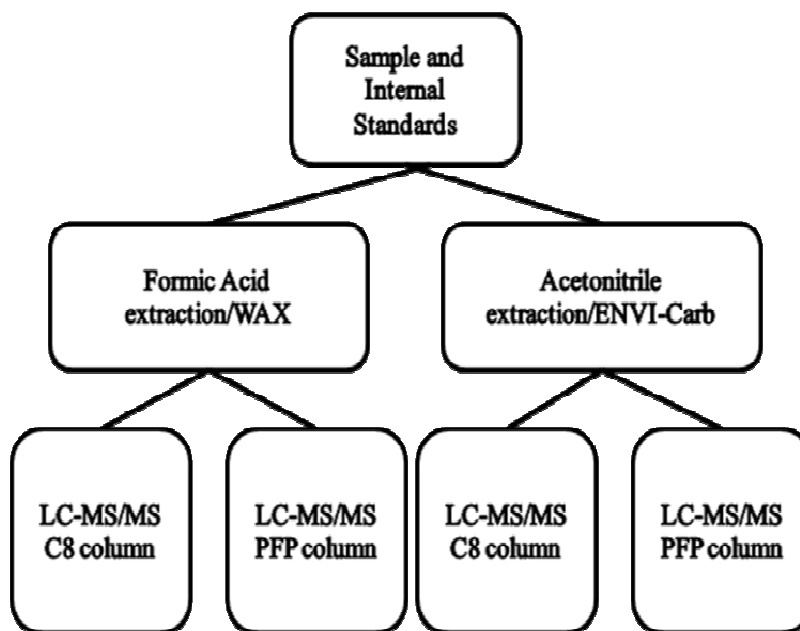 Sample and
Internal
Standards
Formic Acid
extraction/WAX
Acetonitrile
extraction/ENVI-Carb
LC-MS/MS
C8 column
LC-MS/MS
PFP column
LC-MS/MS
C8 column
LC-MS/MS
PFP column